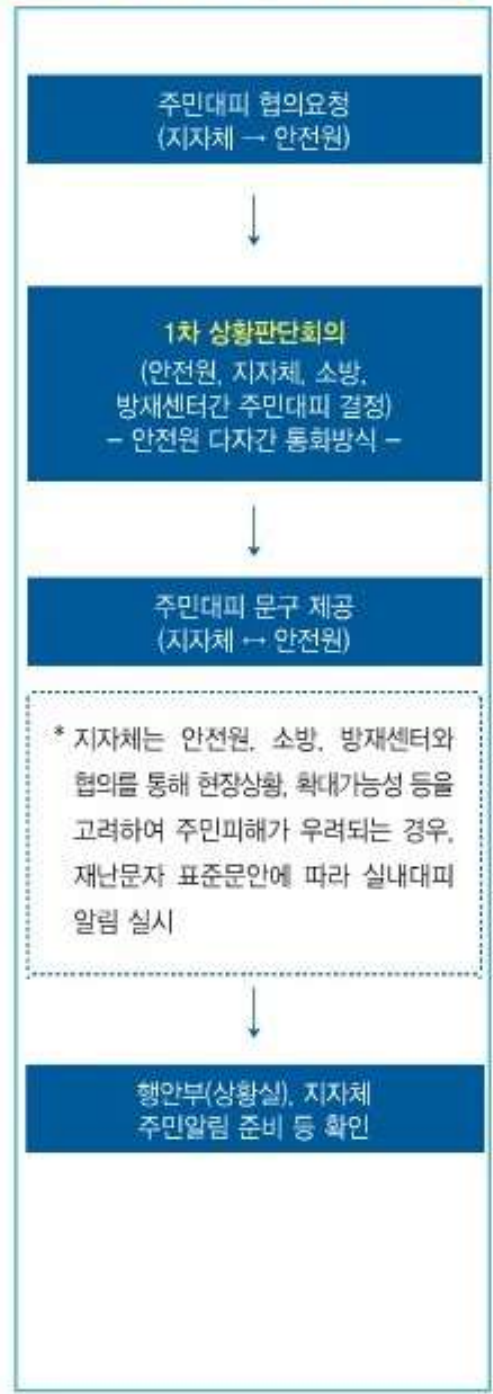 주민대피 협의요청
(지자체 → 안전원)
1차 상황판단회의
(안전원, 지자체, 소방,
방재센터간 주민대피 결정)
– 안전원 다자간 통화방식 –
주민대피 문구 제공
(지자체 ↔ 안전원)
* 지자체는 안전원, 소방, 방재센터와
협의를 통해 현장상황, 확대가능성 등을
고려하여 주민피해가 우려되는 경우,
재난문자 표준문안에 따라 실내대피
알림 실시
행안부(상황실), 지자체
주민알림 준비 등 확인